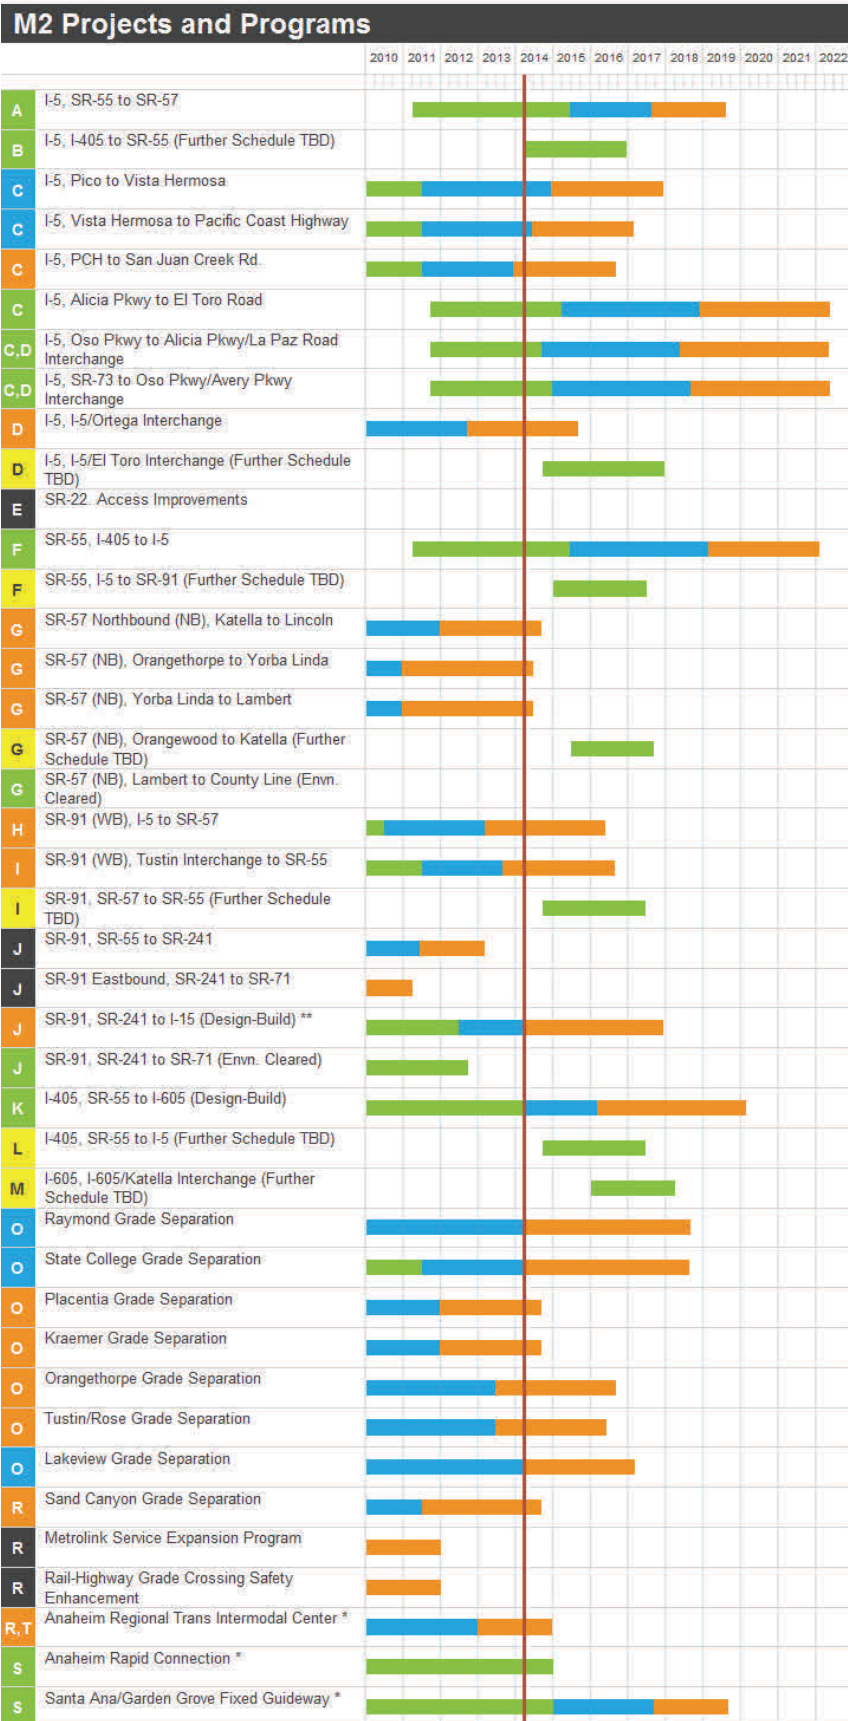 M2 Projects and Programs
2010 2011 2012 2013 2014 2015 2016 2017 2018 2019 2020 2021 2022
A I-5, SR-55 to SR-57
B I-5, I-405 to SR-55 (Further Schedule TBD)
C I-5, Pico to Vista Hermosa
C I-5, Vista Hermosa to Pacific Coast Highway
C I-5, PCH to San Juan Creek Rd.
C I-5, Alicia Pkwy to El Toro Road
C,D I-5, Oso Pkwy to Alicia Pkwy/La Paz Road
Interchange
C,D I-5, SR-73 to Oso Pkwy/Avery Pkwy
Interchange
D I-5, I-5/Ortega Interchange
D I-5, I-5/El Toro Interchange (Further Schedule
TBD)
E SR-22. Access Improvements
F SR-55, I-405 to I-5
F SR-55, I-5 to SR-91 (Further Schedule TBD)
G SR-57 Northbound (NB), Katella to Lincoln
G SR-57 (NB), Orangethorpe to Yorba Linda
G SR-57 (NB), Yorba Linda to Lambert
G SR-57 (NB), Orangewood to Katella (Further
Schedule TBD)
G SR-57 (NB), Lambert to County Line (Envn.
Cleared)
H SR-91 (WB), I-5 to SR-57
I SR-91 (WB), Tustin Interchange to SR-55
I SR-91, SR-57 to SR-55 (Further Schedule
TBD)
J SR-91, SR-55 to SR-241
J SR-91 Eastbound, SR-241 to SR-71
J SR-91, SR-241 to I-15 (Design-Build) **
J SR-91, SR-241 to SR-71 (Envn. Cleared)
K I-405, SR-55 to I-605 (Design-Build)
L I-405, SR-55 to I-5 (Further Schedule TBD)
M I-605, I-605/Katella Interchange (Further
Schedule TBD)
O Raymond Grade Separation
O State College Grade Separation
O Placentia Grade Separation
O Kraemer Grade Separation
O Orangethorpe Grade Separation
O Tustin/Rose Grade Separation
O Lakeview Grade Separation
R Sand Canyon Grade Separation
R Metrolink Service Expansion Program
R Rail-Highway Grade Crossing Safety
Enhancement
R,T Anaheim Regional Trans Intermodal Center *
S Anaheim Rapid Connection *
S Santa Ana/Garden Grove Fixed Guideway *